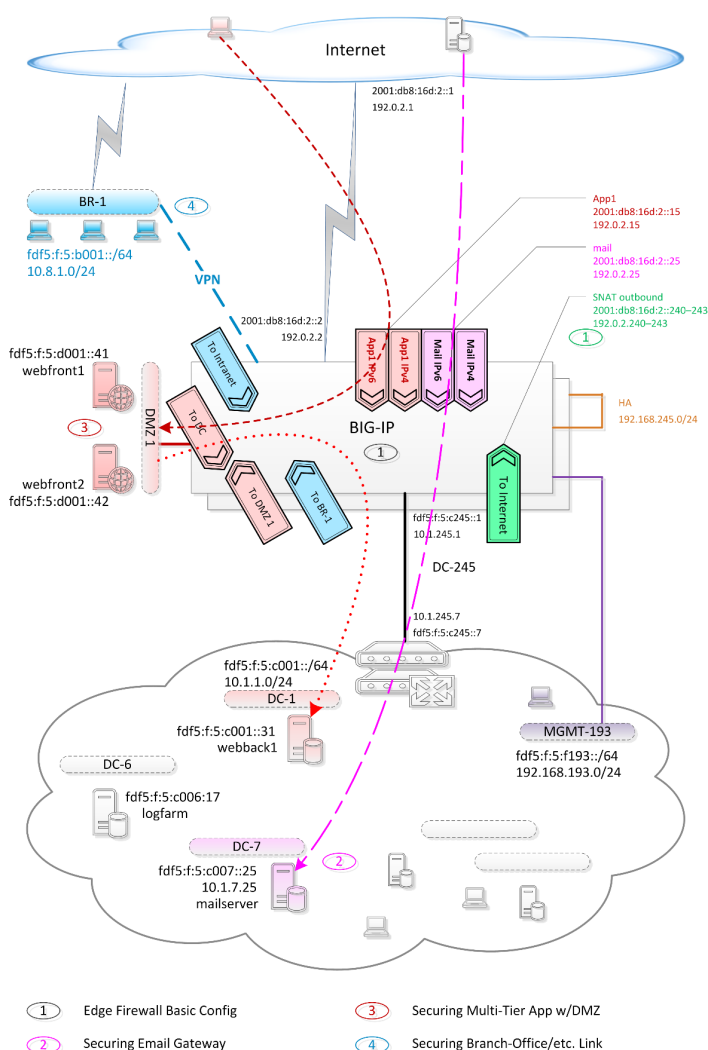 Internet
2001:db8:16d:2::1
192.0.2.1
BR-1
4
fdf5:f:5:b001::/64
10.8.1.0/24
VPN
App1
2001:db8:16d:2::15
192.0.2.15
mail
2001:db8:16d:2::25
192.0.2.25
SNAT outbound
2001:db8:16d:2::240–243
192.0.2.240–243
1
2001:db8:16d:2::2
192.0.2.2
fdf5:f:5:d001::41
webfront1
DMZ 1
3
webfront2
fdf5:f:5:d001::42
To Intranet
To DC
To DMZ 1
To BR-1
App1 IPv6
App1 IPv4
Mail IPv6
Mail IPv4
BIG-IP
1
To Internet
HA
192.168.245.0/24
fdf5:f:5:c245::1
10.1.245.1
DC-245
10.1.245.7
fdf5:f:5:c245::7
fdf5:f:5:c001::/64
10.1.1.0/24
DC-1
fdf5:f:5:c001::31
webback1
MGMT-193
fdf5:f:5:f193::/64
192.168.193.0/24
DC-6
fdf5:f:5:c006:17
logfarm
DC-7
2
fdf5:f:5:c007::25
10.1.7.25
mailserver
1 Edge Firewall Basic Config
3 Securing Multi-Tier App w/DMZ
2 Securing Email Gateway
4 Securing Branch-Office/etc. Link